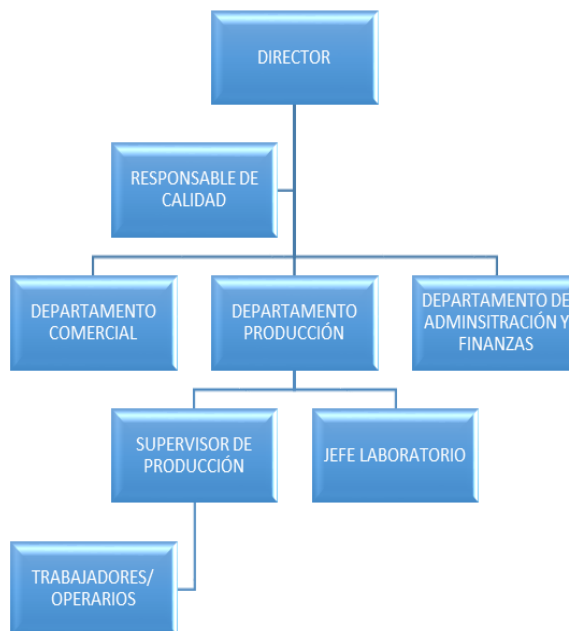 DIRECTOR
RESPONSABLE DE
CALIDAD
DEPARTAMENTO
COMERCIAL
DEPARTAMENTO
PRODUCCIÓN
DEPARTAMENTO DE
ADMINSITRACIÓN Y
FINANZAS
SUPERVISOR DE
PRODUCCIÓN
JEFE LABORATORIO
TRABAJADORES/
OPERARIOS